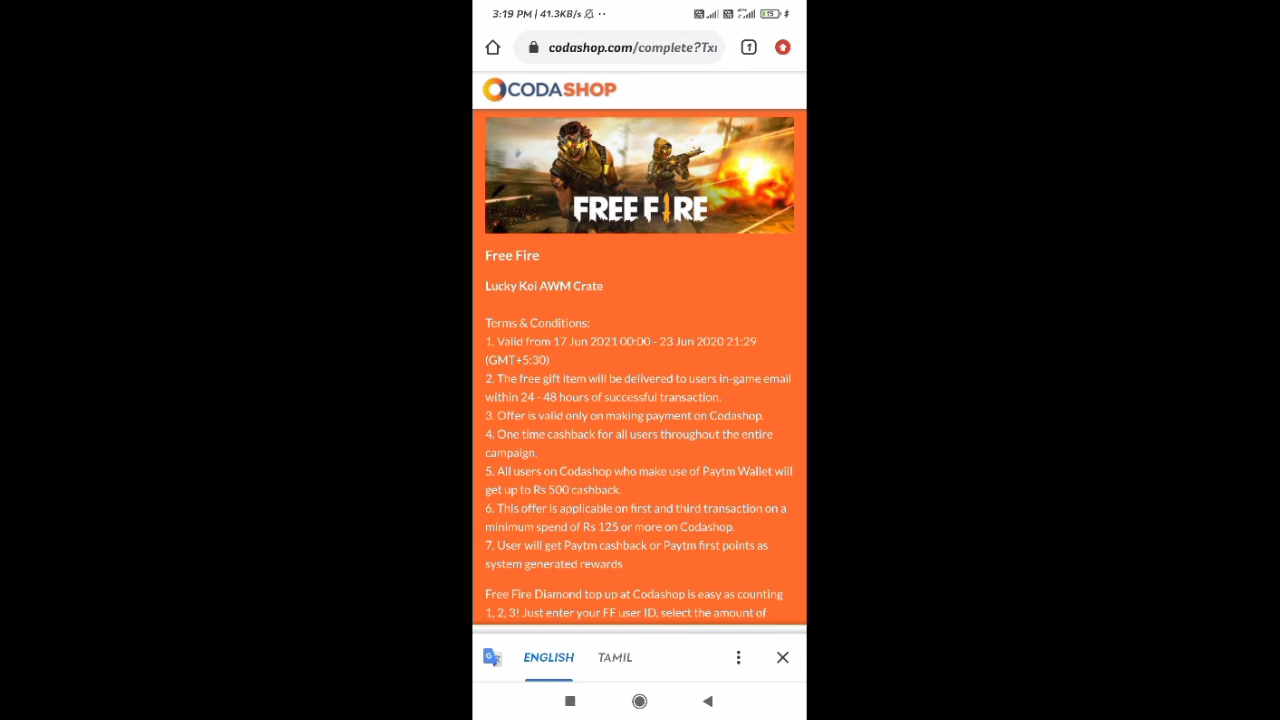 3:19 PM | 41.3KB/s
15
codashop.com/complete?Tx
1
CODASHOP
FREE FIRE
Free Fire
Lucky Koi AWM Crate
Terms & Conditions:
1. Valid from 17 Jun 2021 00:00 - 23 Jun 2020 21:29
(GMT+5:30)
2. The free gift item will be delivered to users in-game email
within 24 - 48 hours of successful transaction.
3. Offer is valid only on making payment on Codashop.
4. One time cashback for all users throughout the entire
campaign.
5. All users on Codashop who make use of Paytm Wallet will
get up to Rs 500 cashback.
6. This offer is applicable on first and third transaction on a
minimum spend of Rs 125 or more on Codashop.
7. User will get Paytm cashback or Paytm first points as
system generated rewards
Free Fire Diamond top up at Codashop is easy as counting
1, 2, 3! Just enter your FF user ID, select the amount of
ENGLISH TAMIL